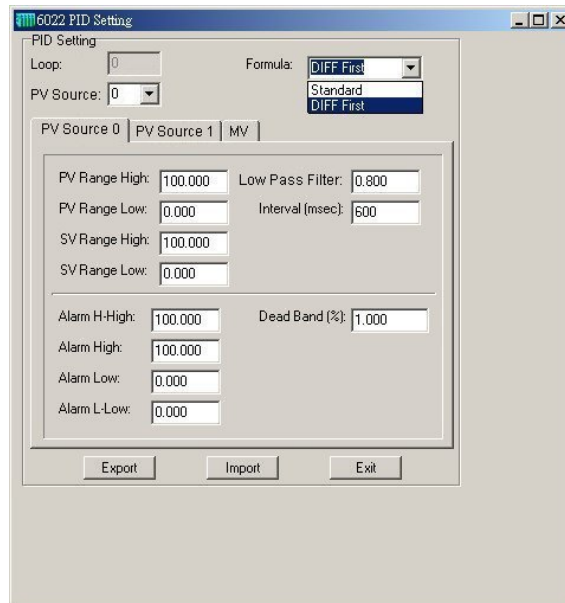 6022 PID Setting
PID Setting
Loop: 0 Formula: DIFF First
Standard
DIFF First
PV Source: 0
PV Source 0 PV Source 1 MV
PV Range High: 100.000 Low Pass Filter: 0.800
PV Range Low: 0.000 Interval (msec): 600
SV Range High: 100.000
SV Range Low: 0.000
Alarm H-High: 100.000 Dead Band (%): 1.000
Alarm High: 100.000
Alarm Low: 0.000
Alarm L-Low: 0.000
Export Import Exit